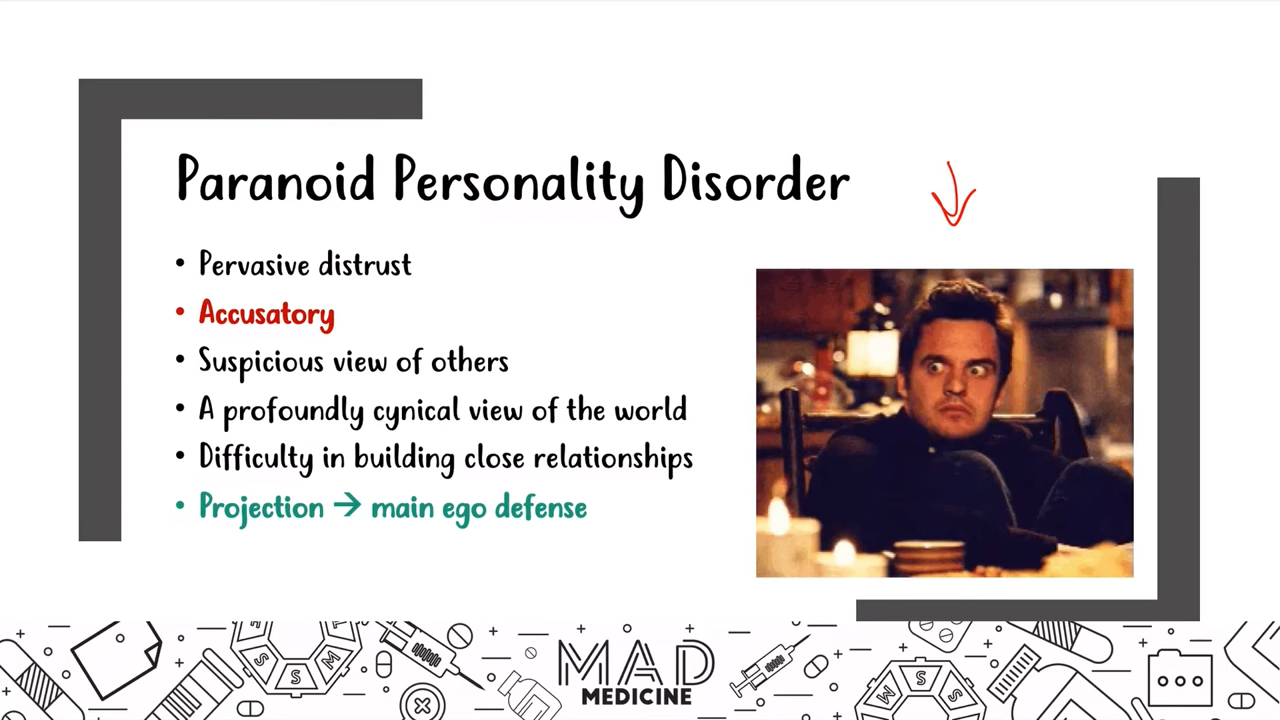 Paranoid Personality Disorder
• Pervasive distrust
• Accusatory
• Suspicious view of others
• A profoundly cynical view of the world
• Difficulty in building close relationships
• Projection → main ego defense
S
S
M
MAD
MEDICINE
M
S
S